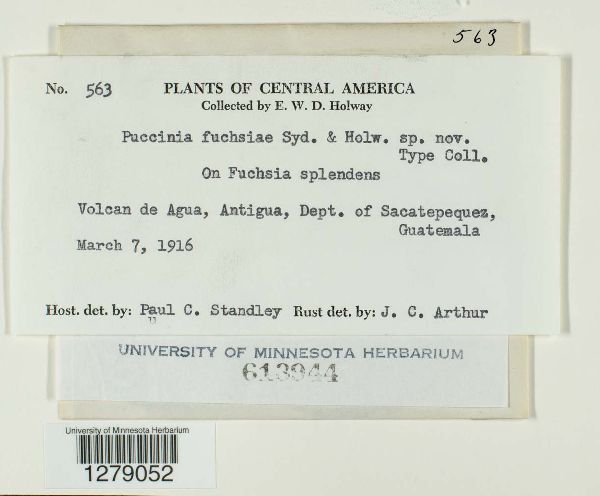 563
No. 563 PLANTS OF CENTRAL AMERICA
Collected by E. W. D. Holway
Puccinia fuchsiae Syd. & Holw. sp. nov.
Type Coll.
On Fuchsia splendens
Volcan de Agua, Antigua, Dept. of Sacatepequez,
Guatemala
March 7, 1916
Host. det. by: Paul C. Standley Rust det. by: J. C. Arthur
UNIVERSITY OF MINNESOTA HERBARIUM
613944
University of Minnesota Herbarium
1279052